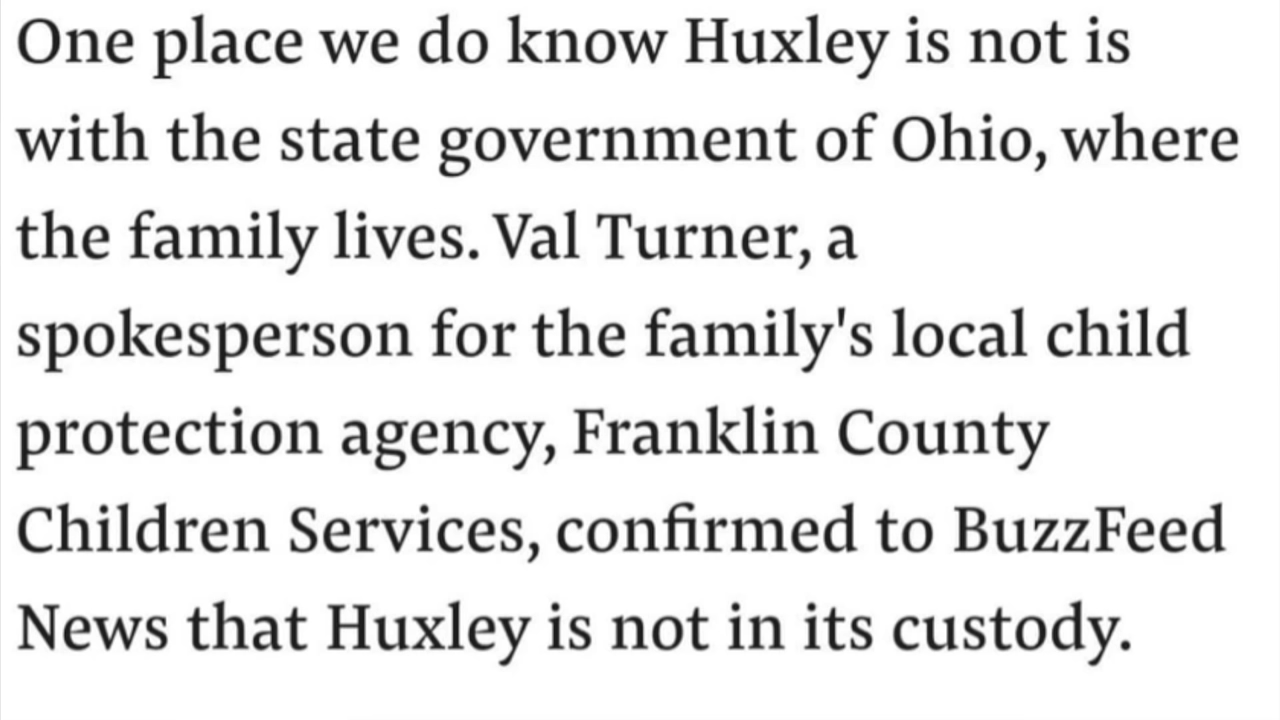 One place we do know Huxley is not is
with the state government of Ohio, where
the family lives. Val Turner, a
spokesperson for the family's local child
protection agency, Franklin County
Children Services, confirmed to BuzzFeed
News that Huxley is not in its custody.